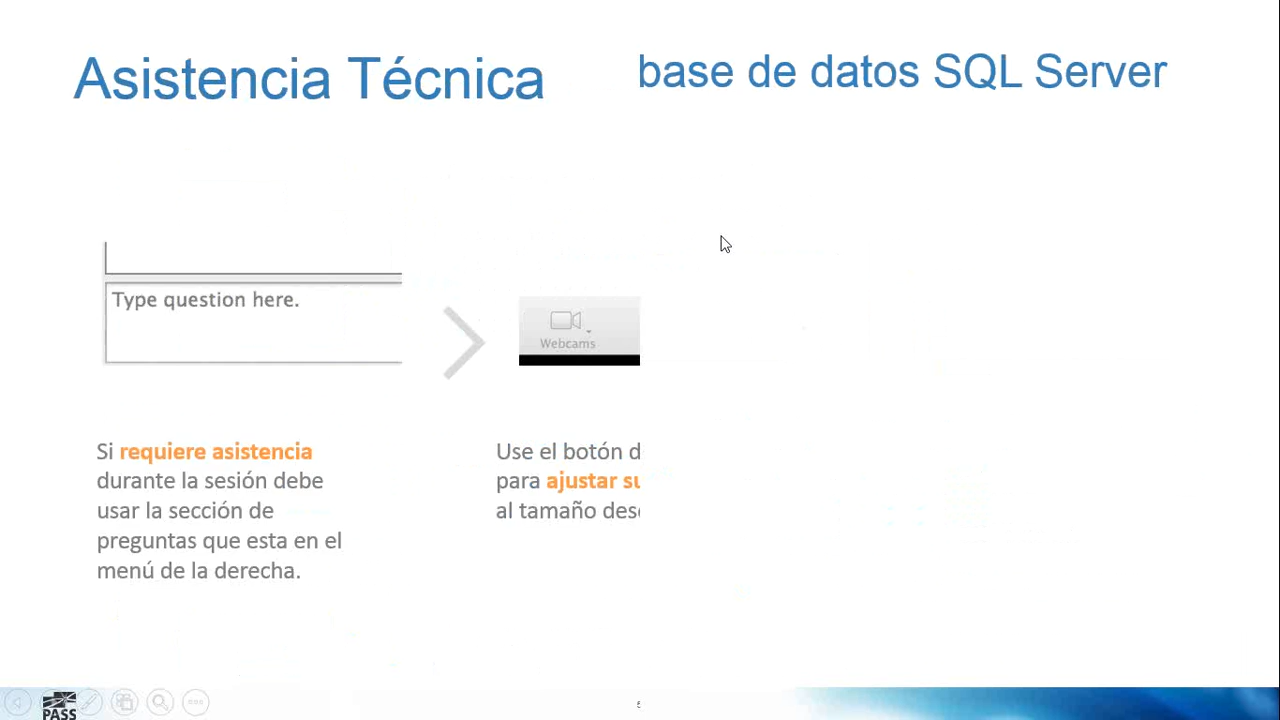 Asistencia Técnica
base de datos SQL Server
Type question here.
Webcams
Si requiere asistencia
durante la sesión debe
usar la sección de
preguntas que esta en el
menú de la derecha.
Use el botón d
para ajustar su
al tamaño dese
PASS